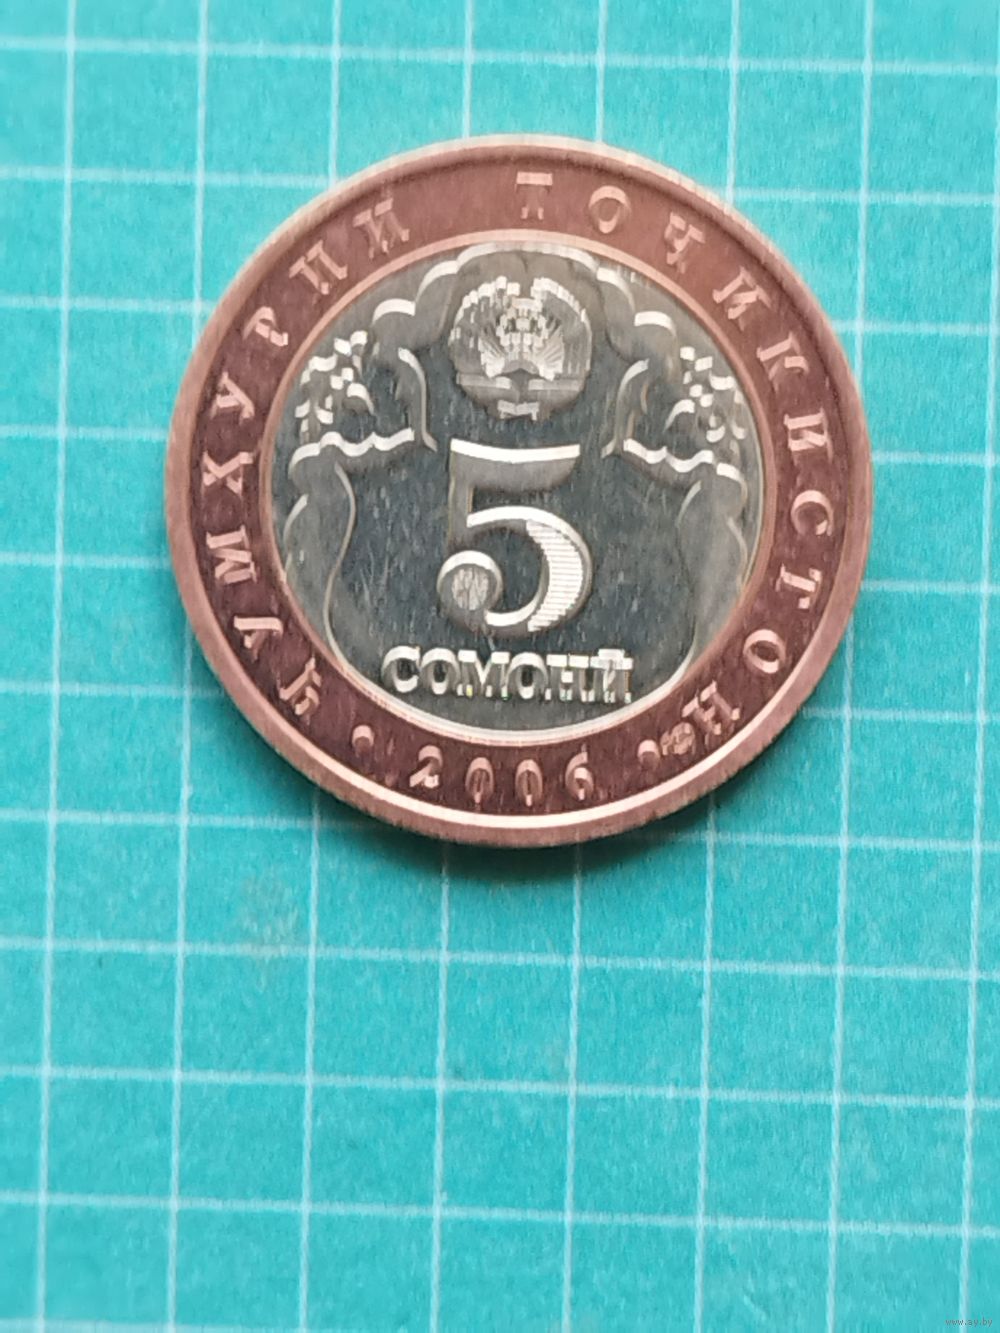 ҶУМҲУРИИ ТОҶИКИСТОН
5
СОМОНӢ
• 2006 •
www.ay.by